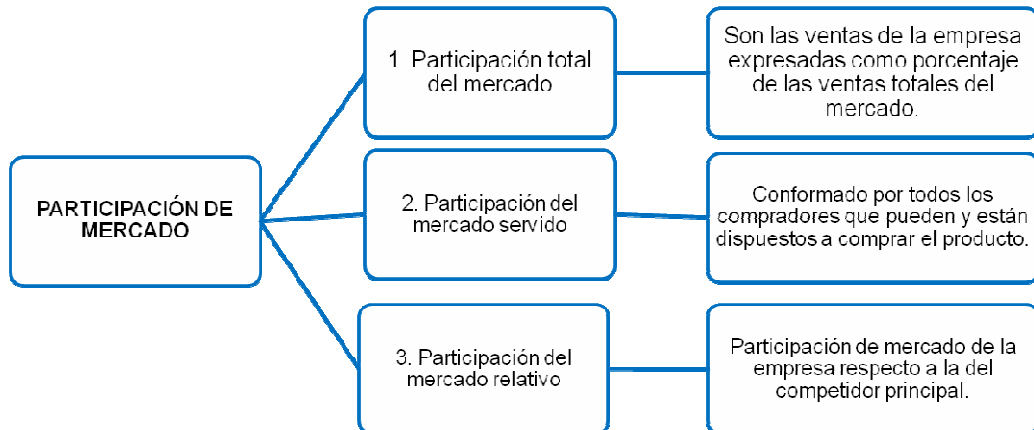 PARTICIPACIÓN DE
MERCADO
1 Participación total
del mercado
Son las ventas de la empresa
expresadas como porcentaje
de las ventas totales del
mercado.
2. Participación del
mercado servido
Conformado por todos los
compradores que pueden y están
dispuestos a comprar el producto.
3. Participación del
mercado relativo
Participación de mercado de la
empresa respecto a la del
competidor principal.